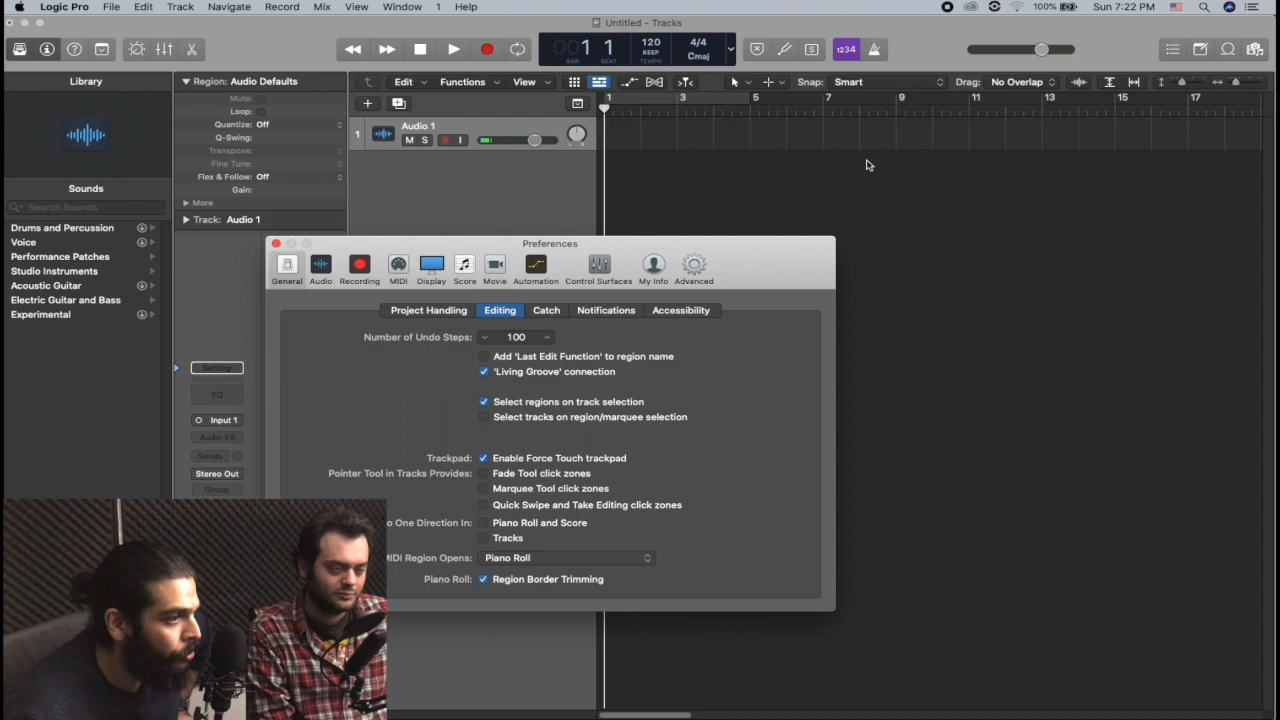 Logic Pro File Edit Track Navigate Record Mix View Window 1 Help 100% Sun 7:22 PM
Untitled - Tracks
1 1 120 KEEP 4/4 Cmaj 1234
BAR BEAT TEMPO
Library Region: Audio Defaults Edit Functions View Snap: Smart Drag: No Overlap
Mute:
Loop:
Quantize: Off
Q-Swing:
Transpose:
Fine Tune:
Flex & Follow: Off
Gain:
More
Track: Audio 1
1 3 5 7 9 11 13 15 17
1 Audio 1
M S R I
Sounds
Search Sounds
Drums and Percussion
Voice
Performance Patches
Studio Instruments
Acoustic Guitar
Electric Guitar and Bass
Experimental
Setting
EQ
Input 1
Audio FX
Sends
Stereo Out
Group
Preferences
General Audio Recording MIDI Display Score Movie Automation Control Surfaces My Info Advanced
Project Handling Editing Catch Notifications Accessibility
Number of Undo Steps: 100
Add 'Last Edit Function' to region name
'Living Groove' connection
Select regions on track selection
Select tracks on region/marquee selection
Trackpad: Enable Force Touch trackpad
Pointer Tool in Tracks Provides: Fade Tool click zones
Marquee Tool click zones
Quick Swipe and Take Editing click zones
o One Direction In: Piano Roll and Score
Tracks
MIDI Region Opens: Piano Roll
Piano Roll: Region Border Trimming